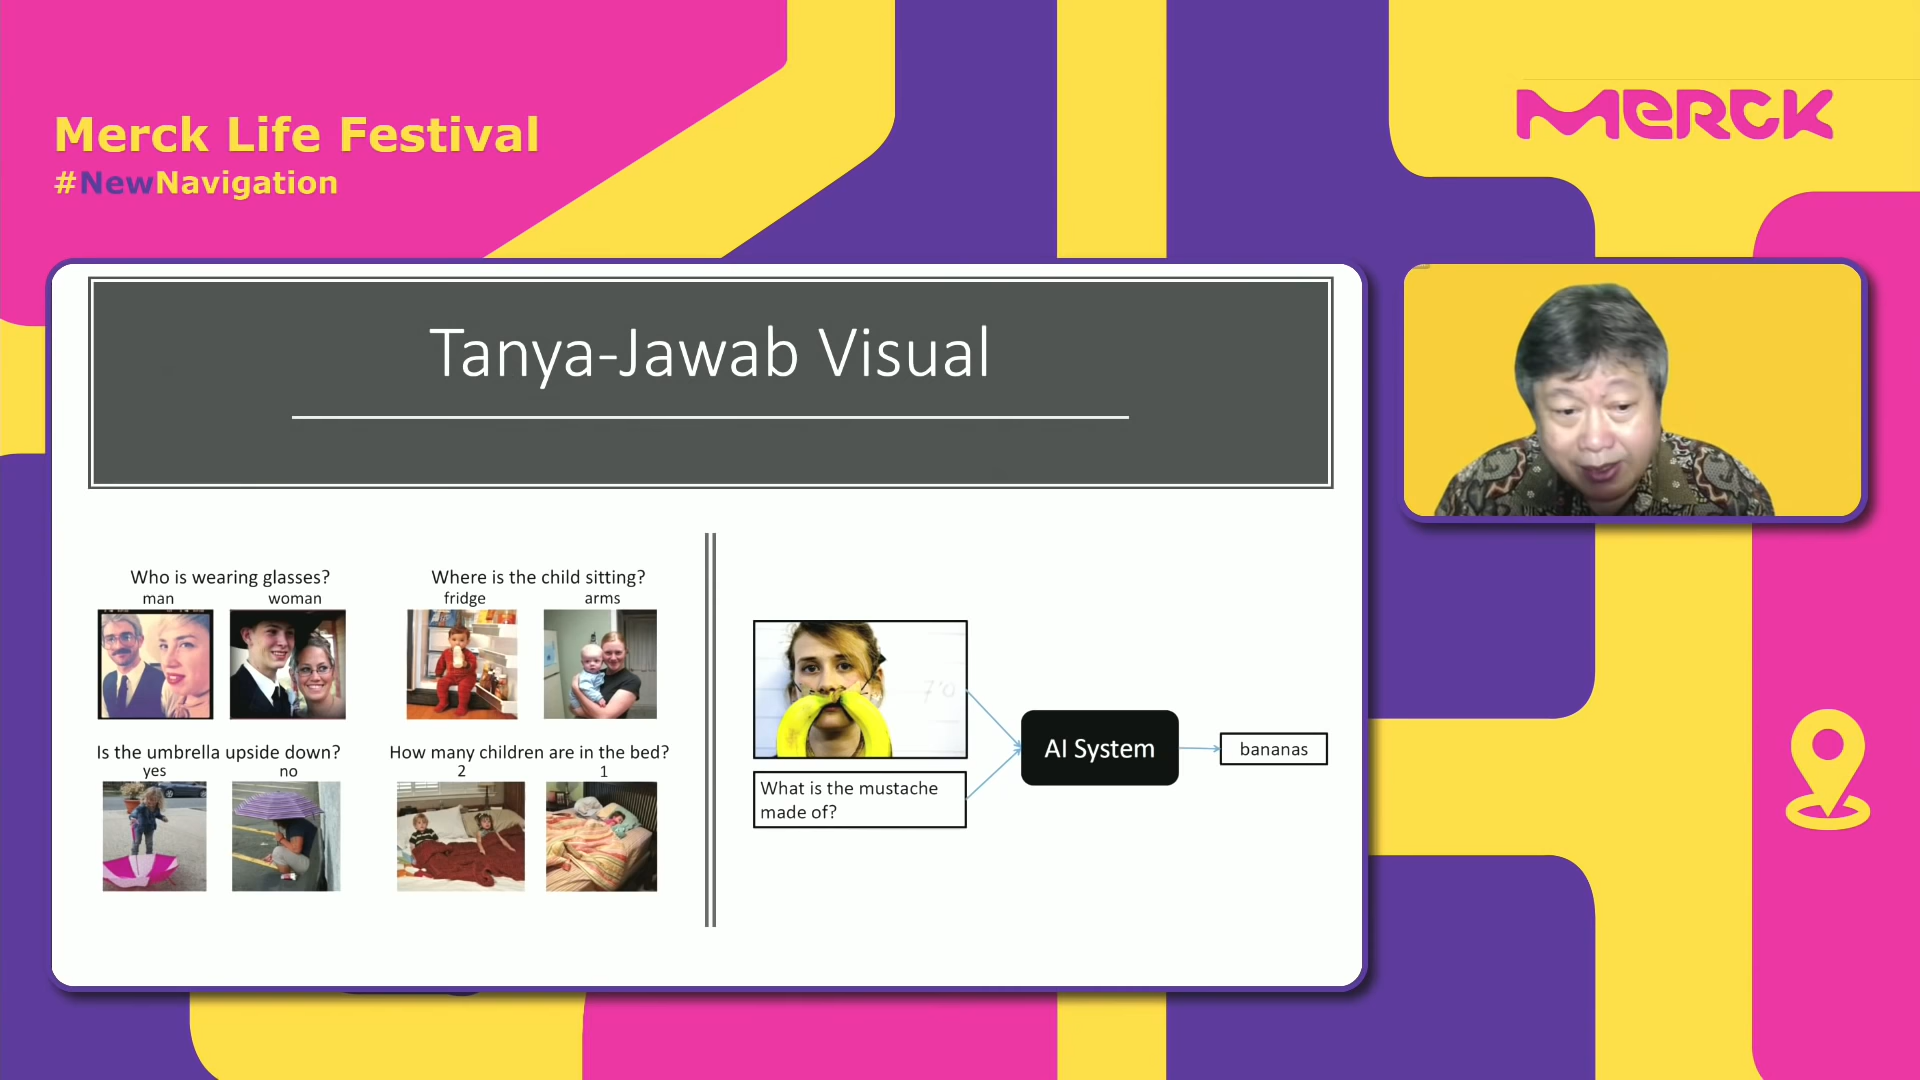 Merck Life Festival
#NewNavigation
MERCK
Tanya-Jawab Visual
Who is wearing glasses?
man woman
Where is the child sitting?
fridge arms
Is the umbrella upside down?
yes no
How many children are in the bed?
2 1
What is the mustache
made of?
AI System
bananas